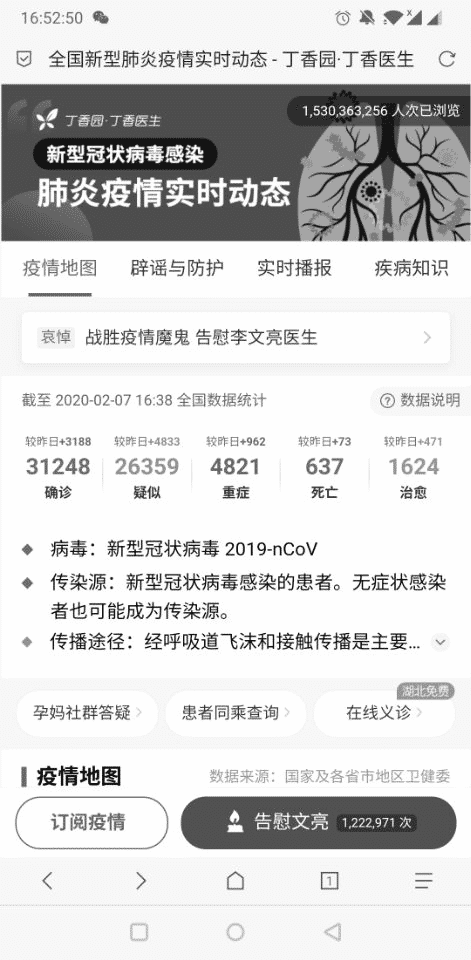 16:52:50
全国新型肺炎疫情实时动态 - 丁香园·丁香医生
1,530,363,256 人次已浏览
丁香园·丁香医生
新型冠状病毒感染
肺炎疫情实时动态
疫情地图 辟谣与防护 实时播报 疾病知识
哀悼 战胜疫情魔鬼 告慰李文亮医生
截至 2020-02-07 16:38 全国数据统计 ? 数据说明
较昨日+3188 较昨日+4833 较昨日+962 较昨日+73 较昨日+471
31248 26359 4821 637 1624
确诊 疑似 重症 死亡 治愈
病毒：新型冠状病毒 2019-nCoV
传染源：新型冠状病毒感染的患者。无症状感染
者也可能成为传染源。
传播途径：经呼吸道飞沫和接触传播是主要...
湖北免费
孕妈社群答疑 患者同乘查询 在线义诊
疫情地图 数据来源：国家及各省市地区卫健委
订阅疫情 告慰文亮 1,222,971 次
1